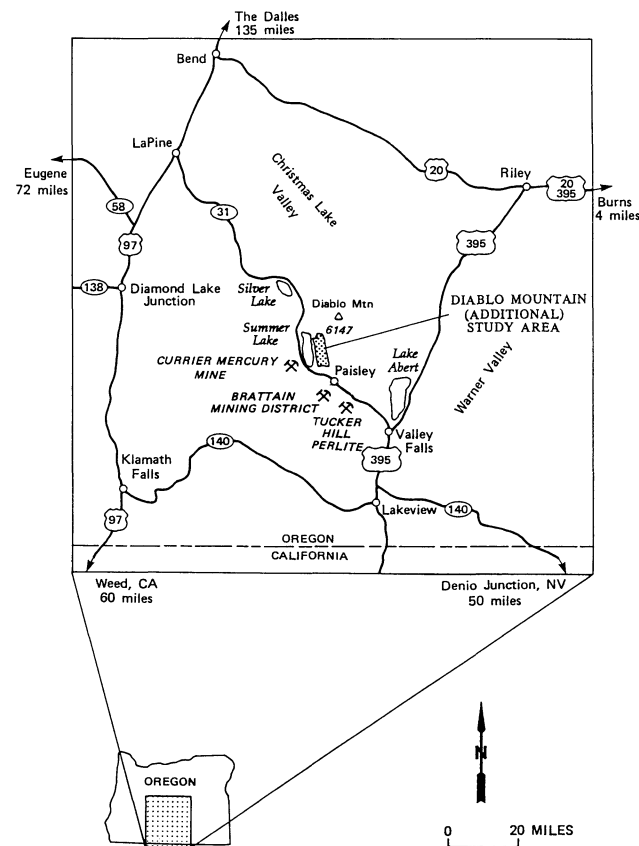 The Dalles
135 miles
Bend
LaPine
Eugene
72 miles
Christmas Lake
Valley
20
Riley
20
395
Burns
4 miles
58
31
97
395
138
Diamond Lake
Junction
Silver
Lake
Diablo Mtn
6147
DIABLO MOUNTAIN
(ADDITIONAL)
STUDY AREA
Summer
Lake
CURRIER MERCURY
MINE
Paisley
Lake
Abert
Warner Valley
BRATTAIN
MINING DISTRICT
TUCKER
HILL
PERLITE
Valley
Falls
140
395
Klamath
Falls
97
Lakeview
140
OREGON
CALIFORNIA
Weed, CA
60 miles
Denio Junction, NV
50 miles
N
OREGON
0 20 MILES